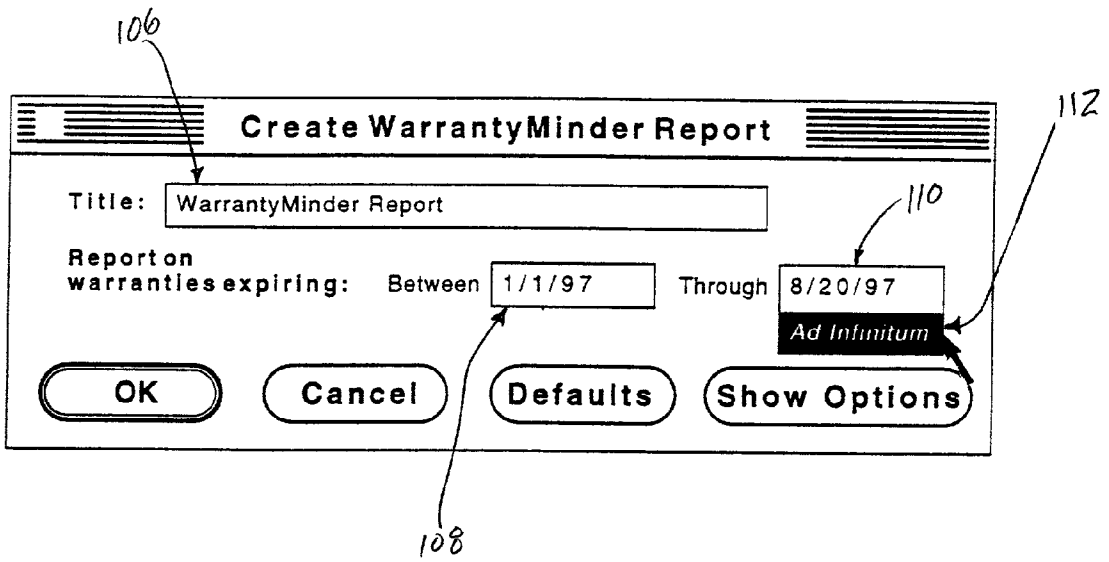 106
Create WarrantyMinder Report
112
Title: WarrantyMinder Report
110
Report on
warranties expiring: Between 1/1/97 Through 8/20/97
Ad Infinitum
OK Cancel Defaults Show Options
108